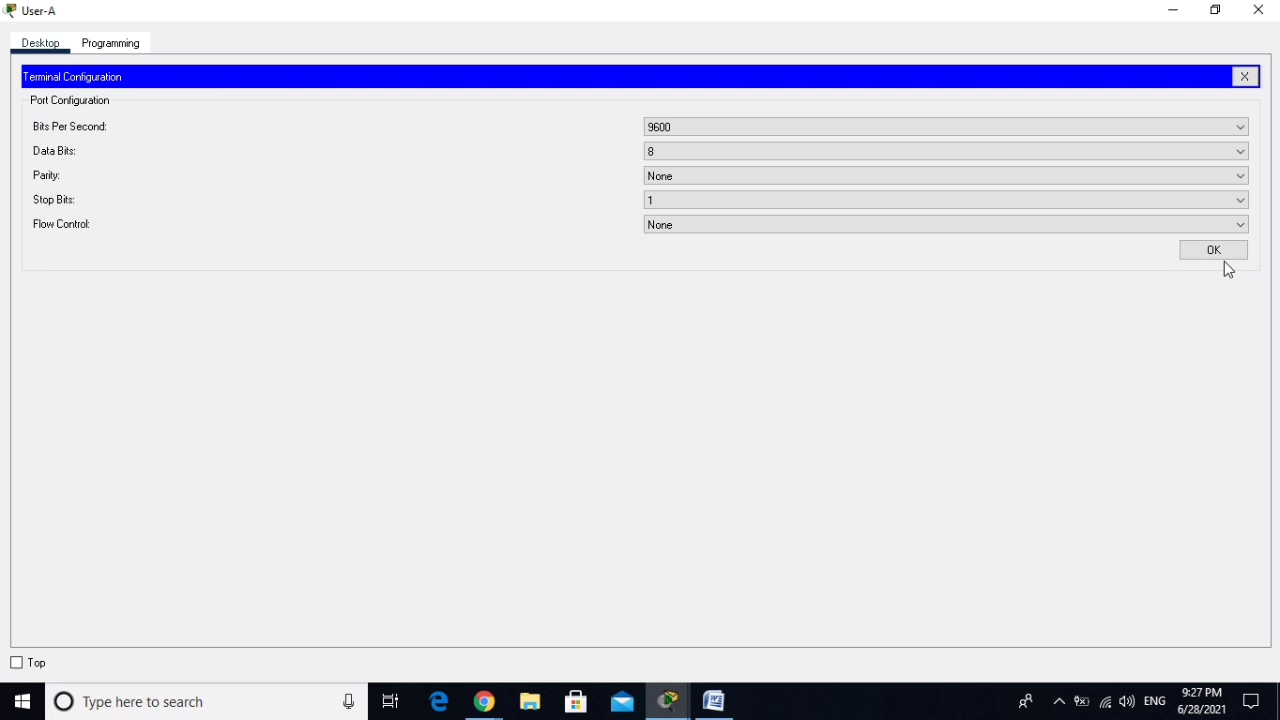 User-A
Desktop Programming
Terminal Configuration X
Port Configuration
Bits Per Second: 9600
Data Bits: 8
Parity: None
Stop Bits: 1
Flow Control: None
OK
Top
Type here to search
ENG
9:27 PM
6/28/2021